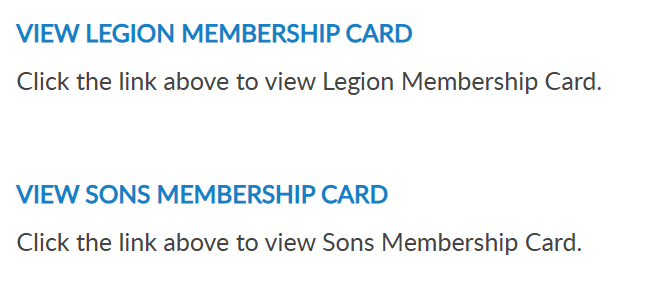 VIEW LEGION MEMBERSHIP CARD
Click the link above to view Legion Membership Card.
VIEW SONS MEMBERSHIP CARD
Click the link above to view Sons Membership Card.